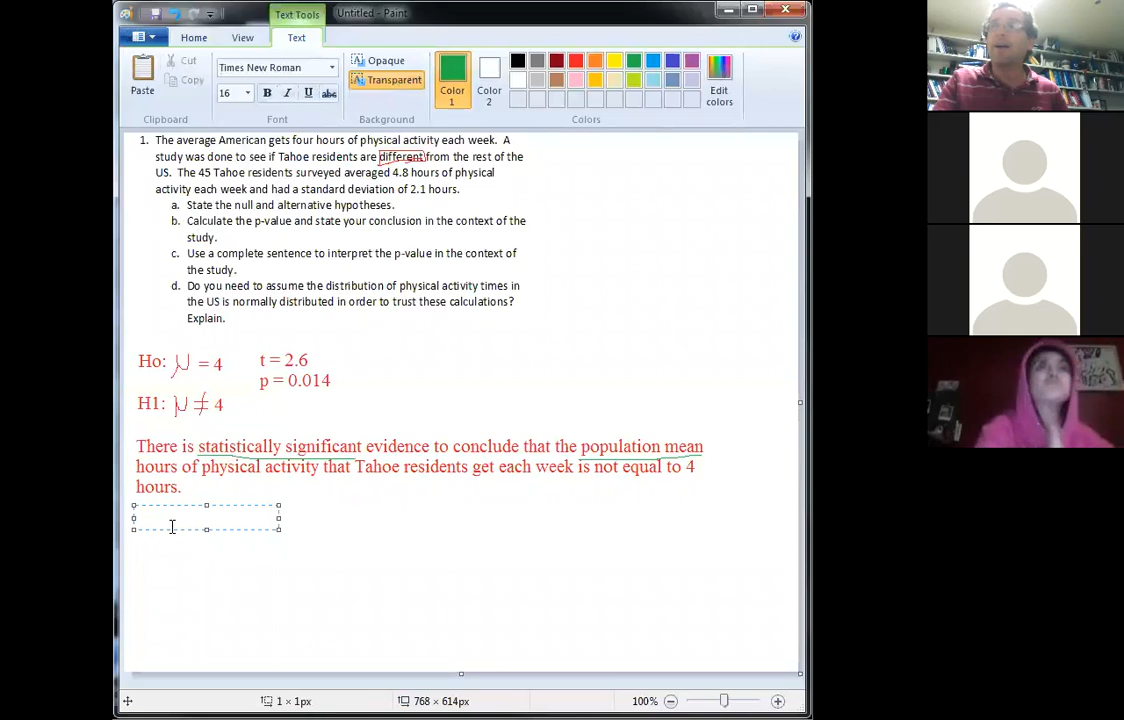 Text Tools
Untitled - Paint
Home
View
Text
Paste
Cut
Copy
Clipboard
Times New Roman
16
B I U abc
Font
Opaque
Transparent
Background
Color 1
Color 2
Edit colors
Colors
1. The average American gets four hours of physical activity each week. A
study was done to see if Tahoe residents are different from the rest of the
US. The 45 Tahoe residents surveyed averaged 4.8 hours of physical
activity each week and had a standard deviation of 2.1 hours.
a. State the null and alternative hypotheses.
b. Calculate the p-value and state your conclusion in the context of the
study.
c. Use a complete sentence to interpret the p-value in the context of
the study.
d. Do you need to assume the distribution of physical activity times in
the US is normally distributed in order to trust these calculations?
Explain.
Ho: μ = 4
t = 2.6
p = 0.014
H1: μ ≠ 4
There is statistically significant evidence to conclude that the population mean
hours of physical activity that Tahoe residents get each week is not equal to 4
hours.
1 × 1px
768 × 614px
100%